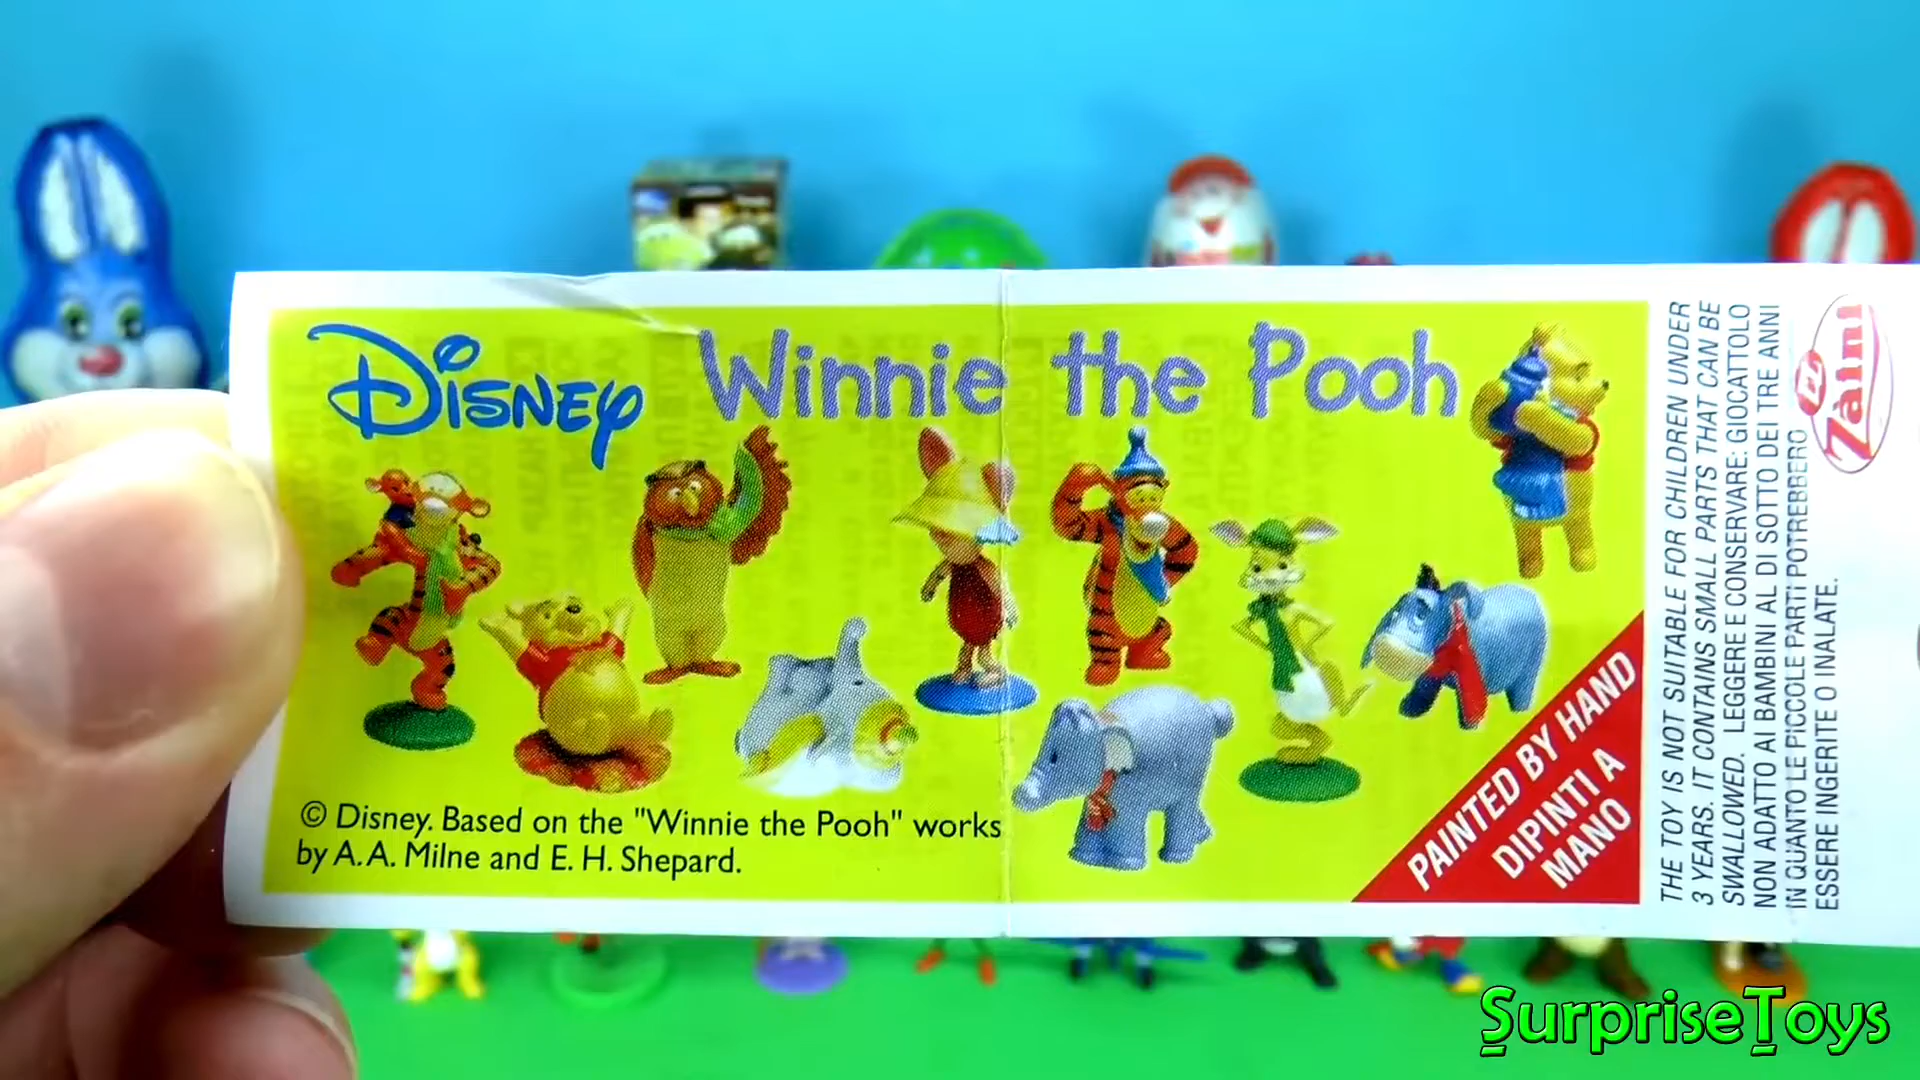 Disney Winnie the Pooh
© Disney. Based on the "Winnie the Pooh" works
by A. A. Milne and E. H. Shepard.
PAINTED BY HAND
DIPINTI A
MANO
THE TOY IS NOT SUITABLE FOR CHILDREN UNDER
3 YEARS. IT CONTAINS SMALL PARTS THAT CAN BE
SWALLOWED. LEGGERE E CONSERVARE: GIOCATTOLO
NON ADATTO AI BAMBINI AL DI SOTTO DEI TRE ANNI
IN QUANTO LE PICCOLE PARTI POTREBBERO
ESSERE INGERITE O INALATE.
LZ
Zàini
SurpriseToys